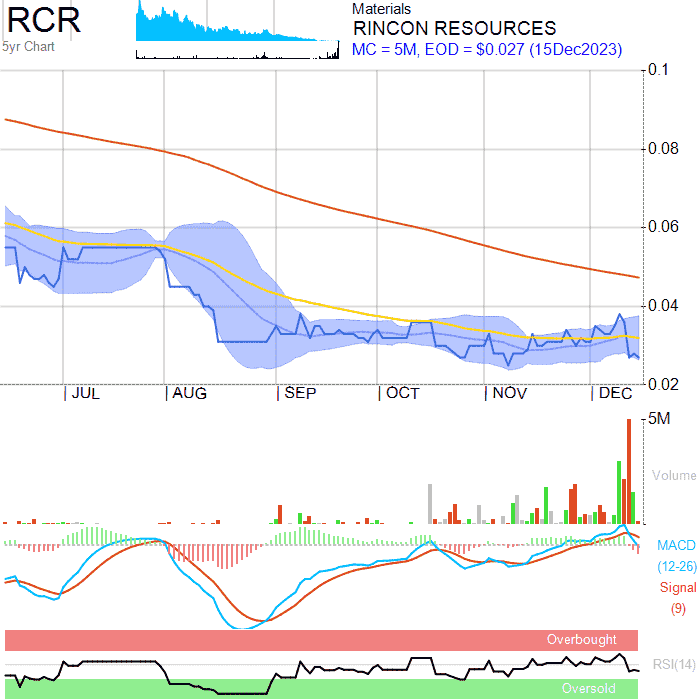 RCR
5yr Chart
Materials
RINCON RESOURCES
MC = 5M, EOD = $0.027 (15Dec2023)
0.1
0.08
0.06
0.04
0.02
JUL AUG SEP OCT NOV DEC
5M
Volume
MACD
(12-26)
Signal
(9)
Overbought
RSI(14)
Oversold